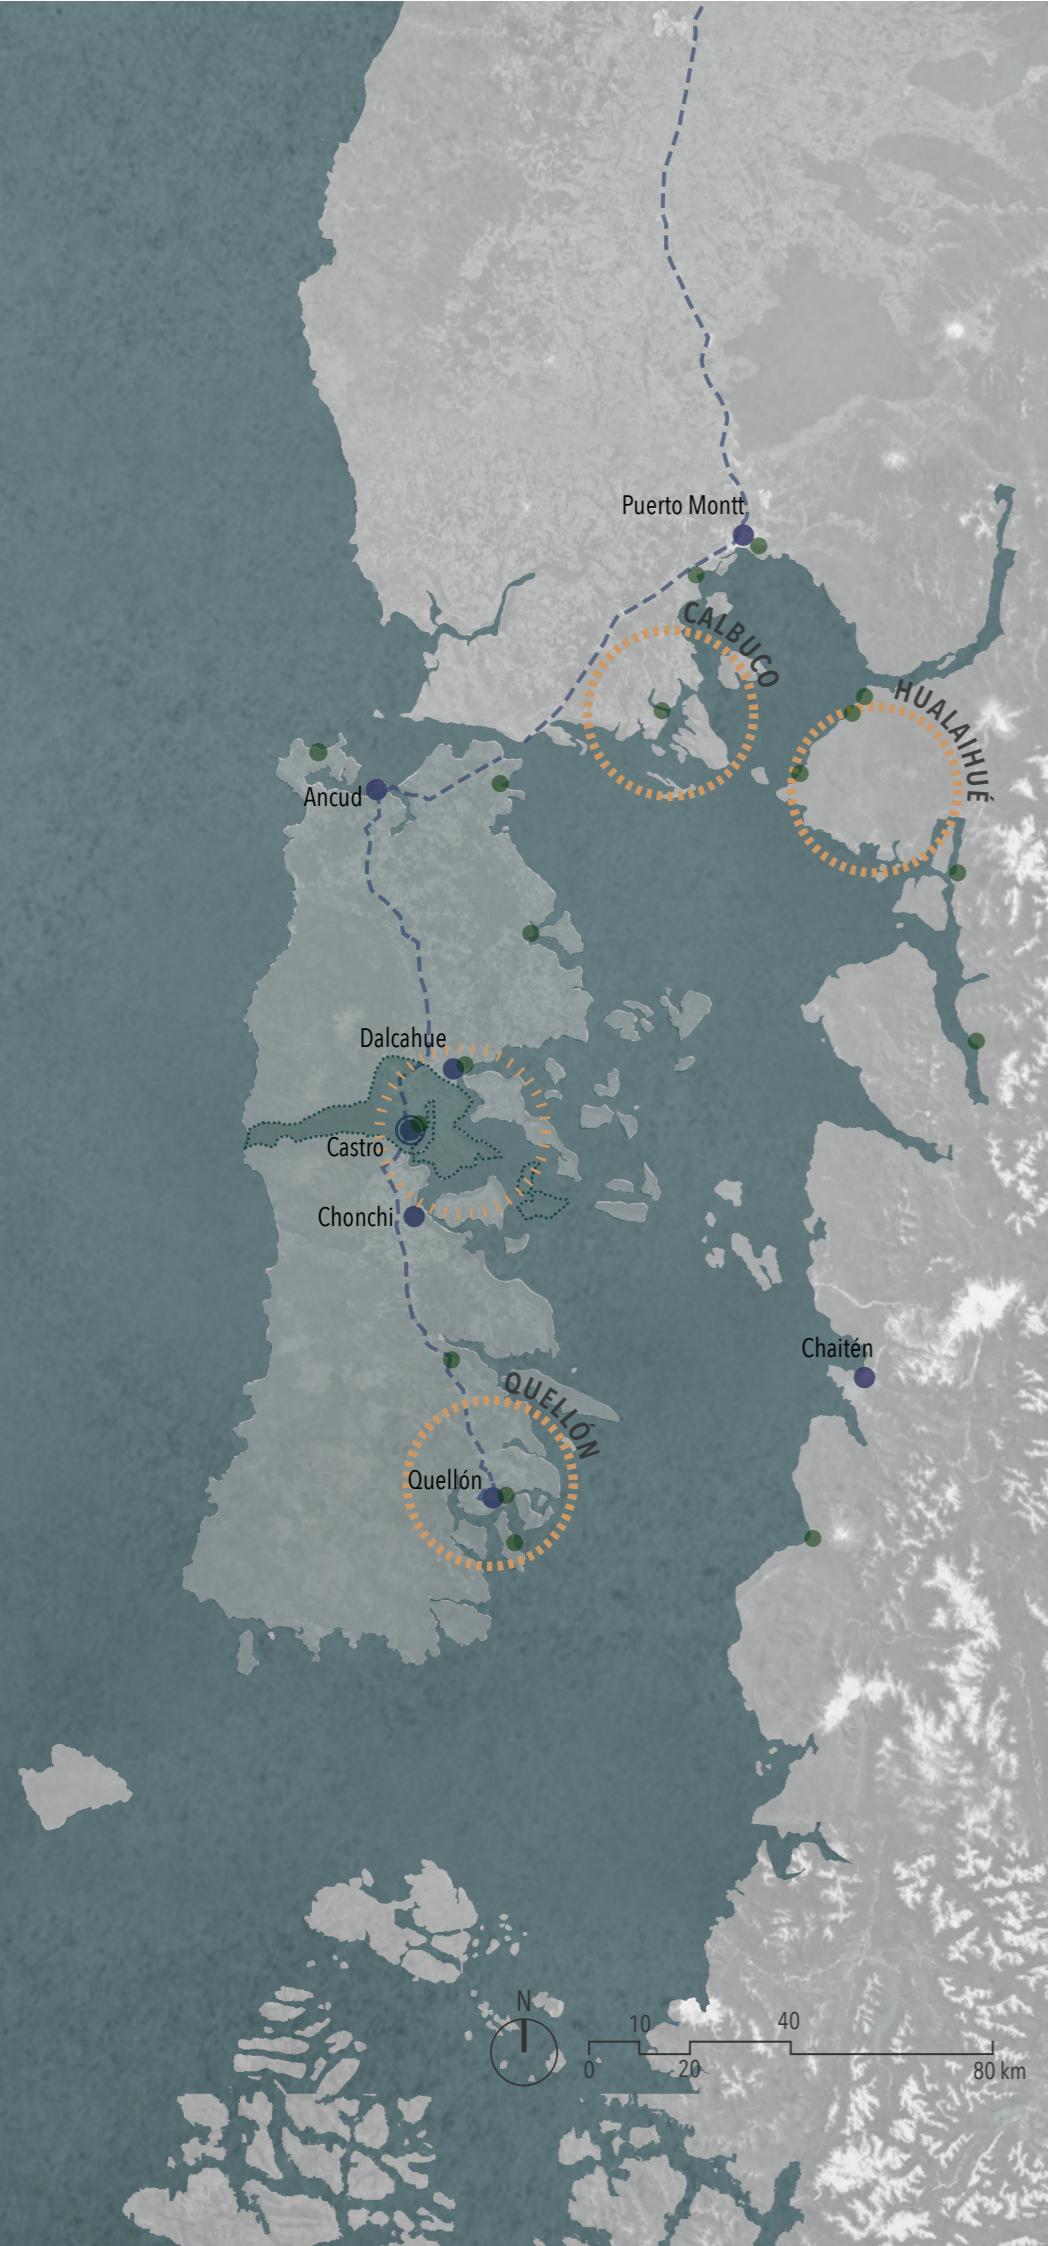 Puerto Montt
CALBUCO
HUALAIHUÉ
Ancud
Dalcahue
Castro
Chonchi
Chaitén
QUELLÓN
Quellón
N
10
40
0
20
80 km